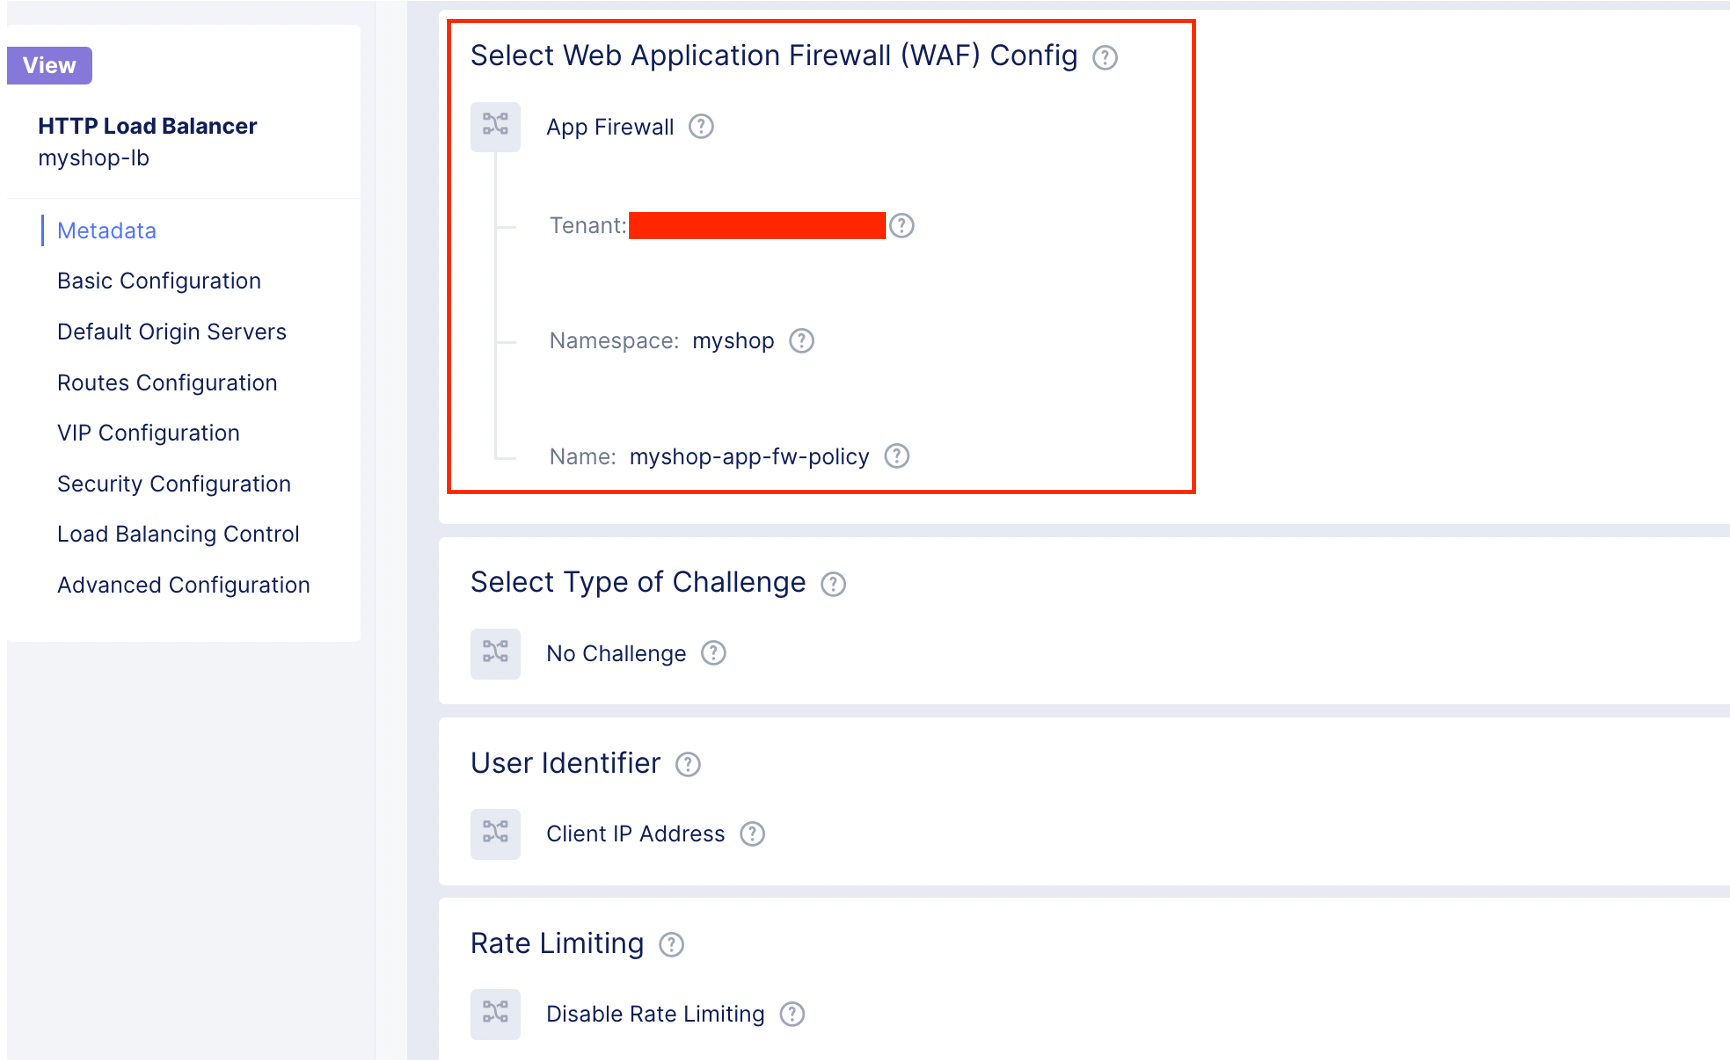 View
HTTP Load Balancer
myshop-lb
Metadata
Basic Configuration
Default Origin Servers
Routes Configuration
VIP Configuration
Security Configuration
Load Balancing Control
Advanced Configuration
Select Web Application Firewall (WAF) Config ?
App Firewall ?
Tenant: ?
Namespace: myshop ?
Name: myshop-app-fw-policy ?
Select Type of Challenge ?
No Challenge ?
User Identifier ?
Client IP Address ?
Rate Limiting ?
Disable Rate Limiting ?